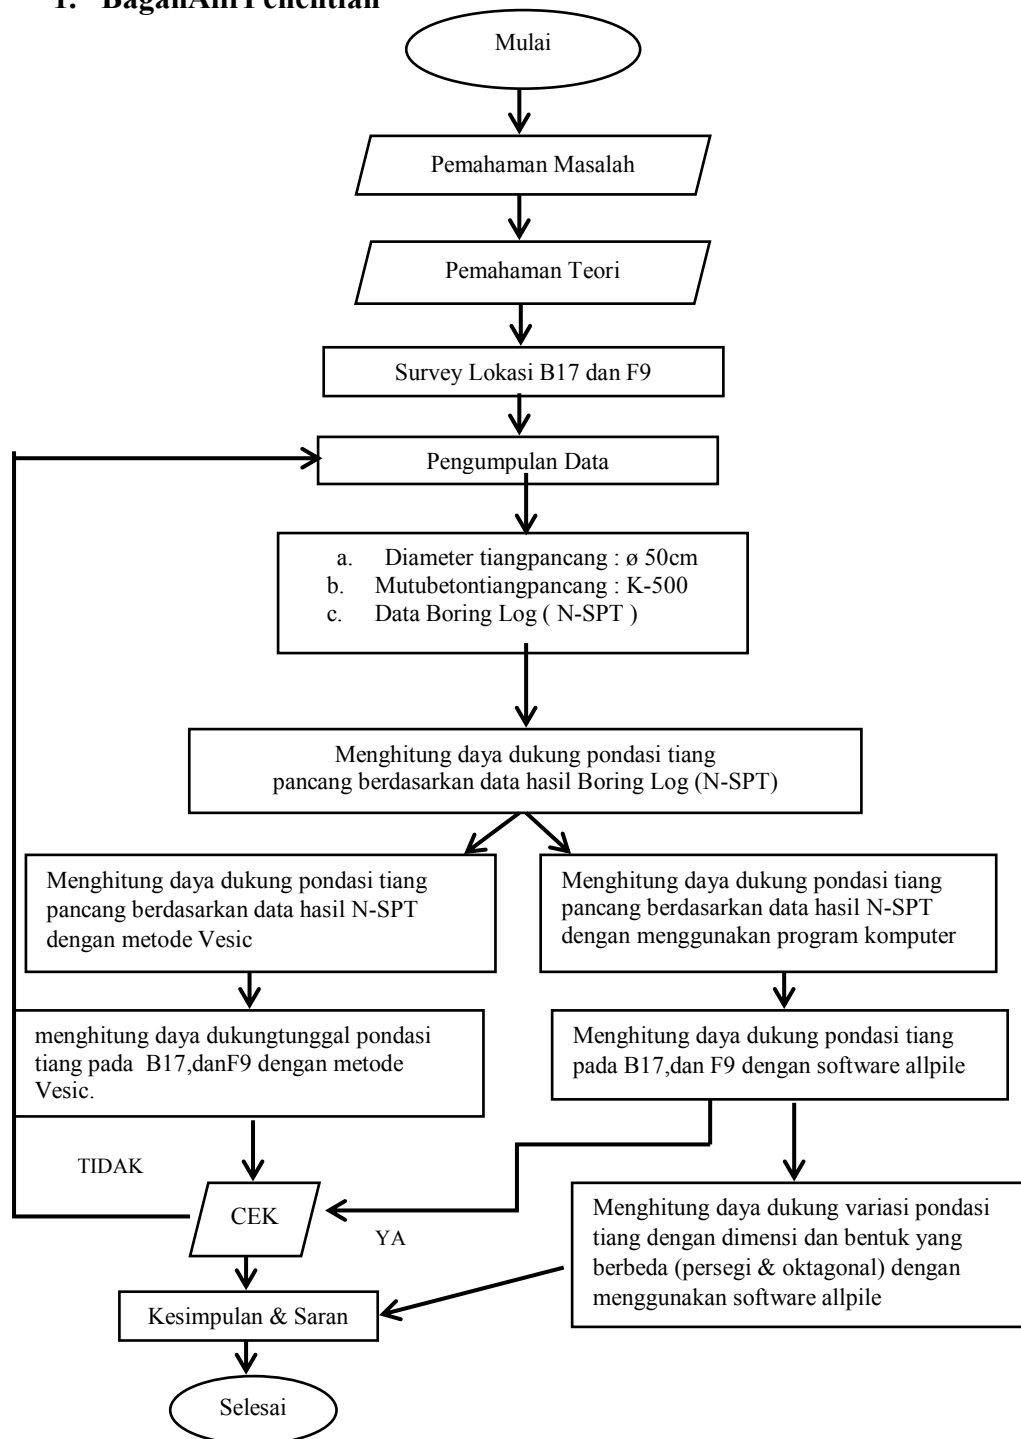 1. BaganAlir Penelitian
Mulai
Pemahaman Masalah
Pemahaman Teori
Survey Lokasi B17 dan F9
Pengumpulan Data
a. Diameter tiangpancang : ø 50cm
b. Mutubetontiangpancang : K-500
c. Data Boring Log ( N-SPT )
Menghitung daya dukung pondasi tiang
pancang berdasarkan data hasil Boring Log (N-SPT)
Menghitung daya dukung pondasi tiang
pancang berdasarkan data hasil N-SPT
dengan metode Vesic
Menghitung daya dukung pondasi tiang
pancang berdasarkan data hasil N-SPT
dengan menggunakan program komputer
menghitung daya dukungtunggal pondasi
tiang pada B17,danF9 dengan metode
Vesic.
Menghitung daya dukung pondasi tiang
pada B17,dan F9 dengan software allpile
TIDAK
CEK
YA
Menghitung daya dukung variasi pondasi
tiang dengan dimensi dan bentuk yang
berbeda (persegi & oktagonal) dengan
menggunakan software allpile
Kesimpulan & Saran
Selesai